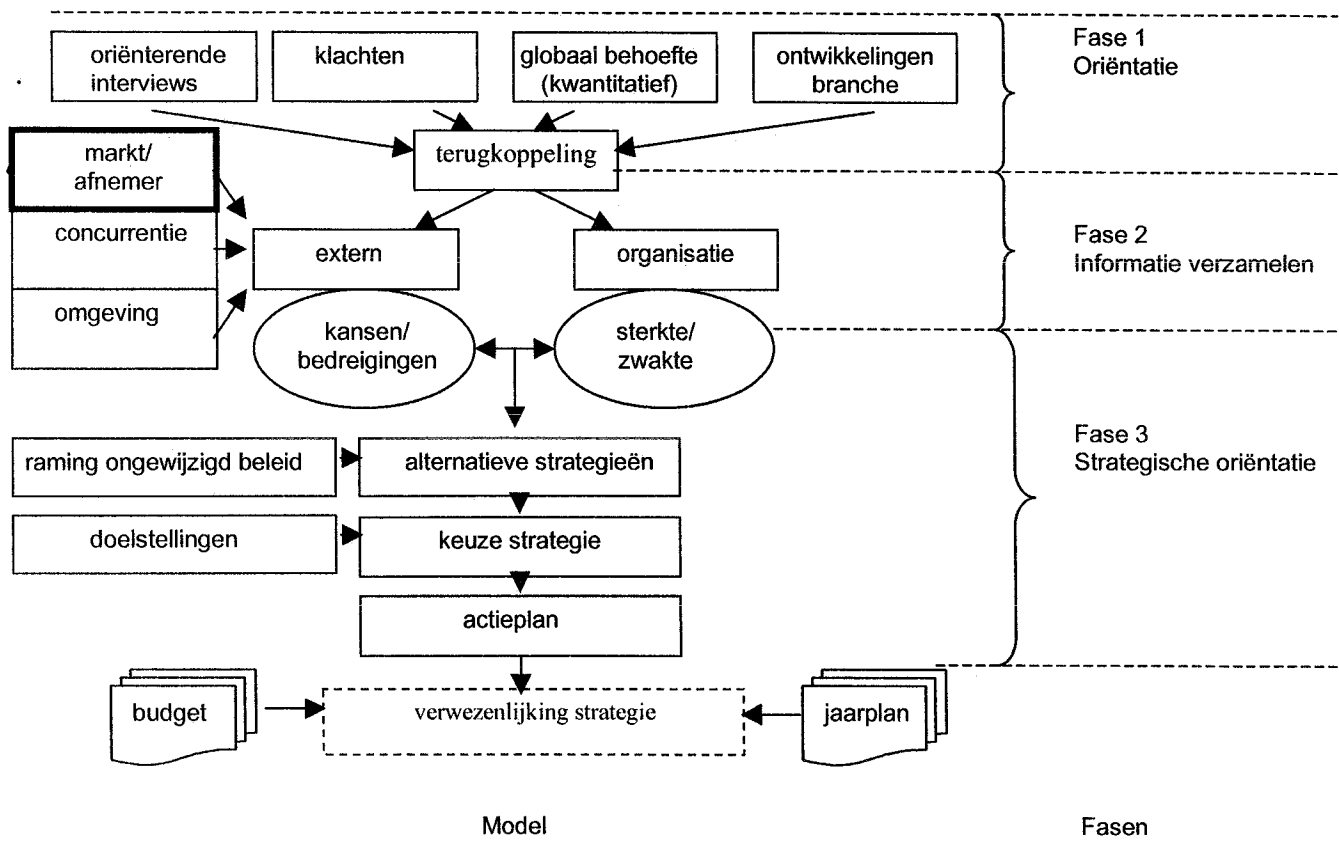 oriënterende
interviews
klachten
globaal behoefte
(kwantitatief)
ontwikkelingen
branche
Fase 1
Oriëntatie
terugkoppeling
markt/
afnemer
concurrentie
omgeving
extern
organisatie
Fase 2
Informatie verzamelen
kansen/
bedreigingen
sterkte/
zwakte
Fase 3
Strategische oriëntatie
raming ongewijzigd beleid
alternatieve strategieën
doelstellingen
keuze strategie
actieplan
budget
verwezenlijking strategie
jaarplan
Model
Fasen